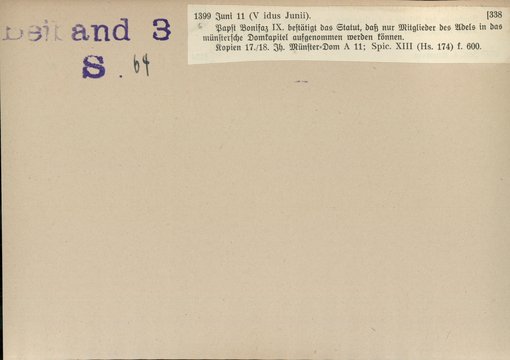 Beiband 3
S. 64
1399 Juni 11 (V idus Junii). [338
Papst Bonifaz IX. bestätigt das Statut, daß nur Mitglieder des Adels in das
münstersche Domkapitel aufgenommen werden können.
Kopien 17./18. Jh. Münster-Dom A 11; Spic. XIII (Hs. 174) f. 600.